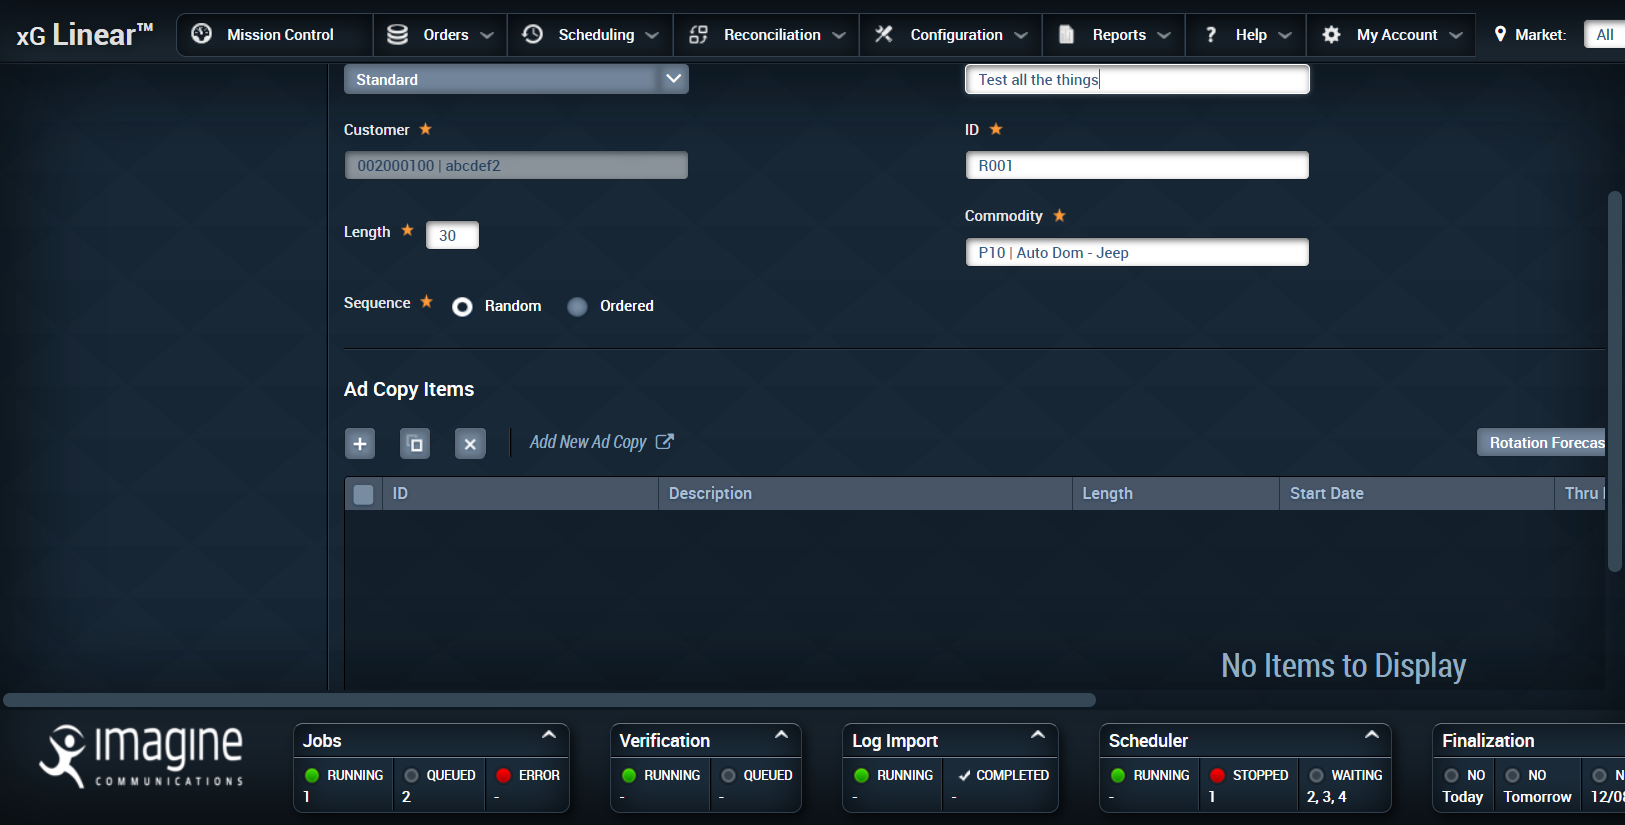 xG Linear™
Mission Control
Orders
Scheduling
Reconciliation
Configuration
Reports
? Help
My Account
Market:
All
Standard
Test all the things
Customer
ID
002000100 | abcdef2
R001
Commodity
Length
30
P10 | Auto Dom - Jeep
Sequence
Random
Ordered
Ad Copy Items
Add New Ad Copy
Rotation Forecas
ID
Description
Length
Start Date
Thru
No Items to Display
imagine
COMMUNICATIONS
Jobs
RUNNING
1
QUEUED
2
ERROR
-
Verification
RUNNING
-
QUEUED
-
Log Import
RUNNING
-
COMPLETED
-
Scheduler
RUNNING
-
STOPPED
1
WAITING
2, 3, 4
Finalization
NO
Today
NO
Tomorrow
N
12/08